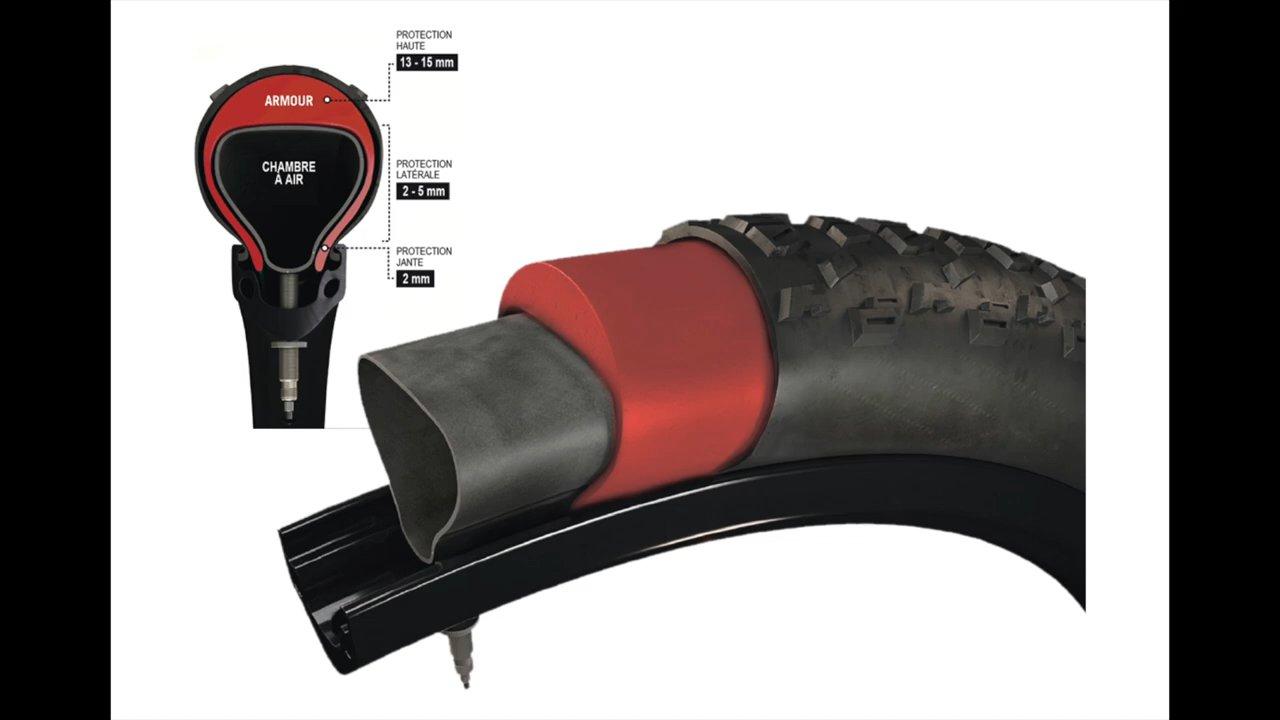 PROTECTION
HAUTE
13 - 15 mm
ARMOUR
CHAMBRE
À AIR
PROTECTION
LATÉRALE
2 - 5 mm
PROTECTION
JANTE
2 mm